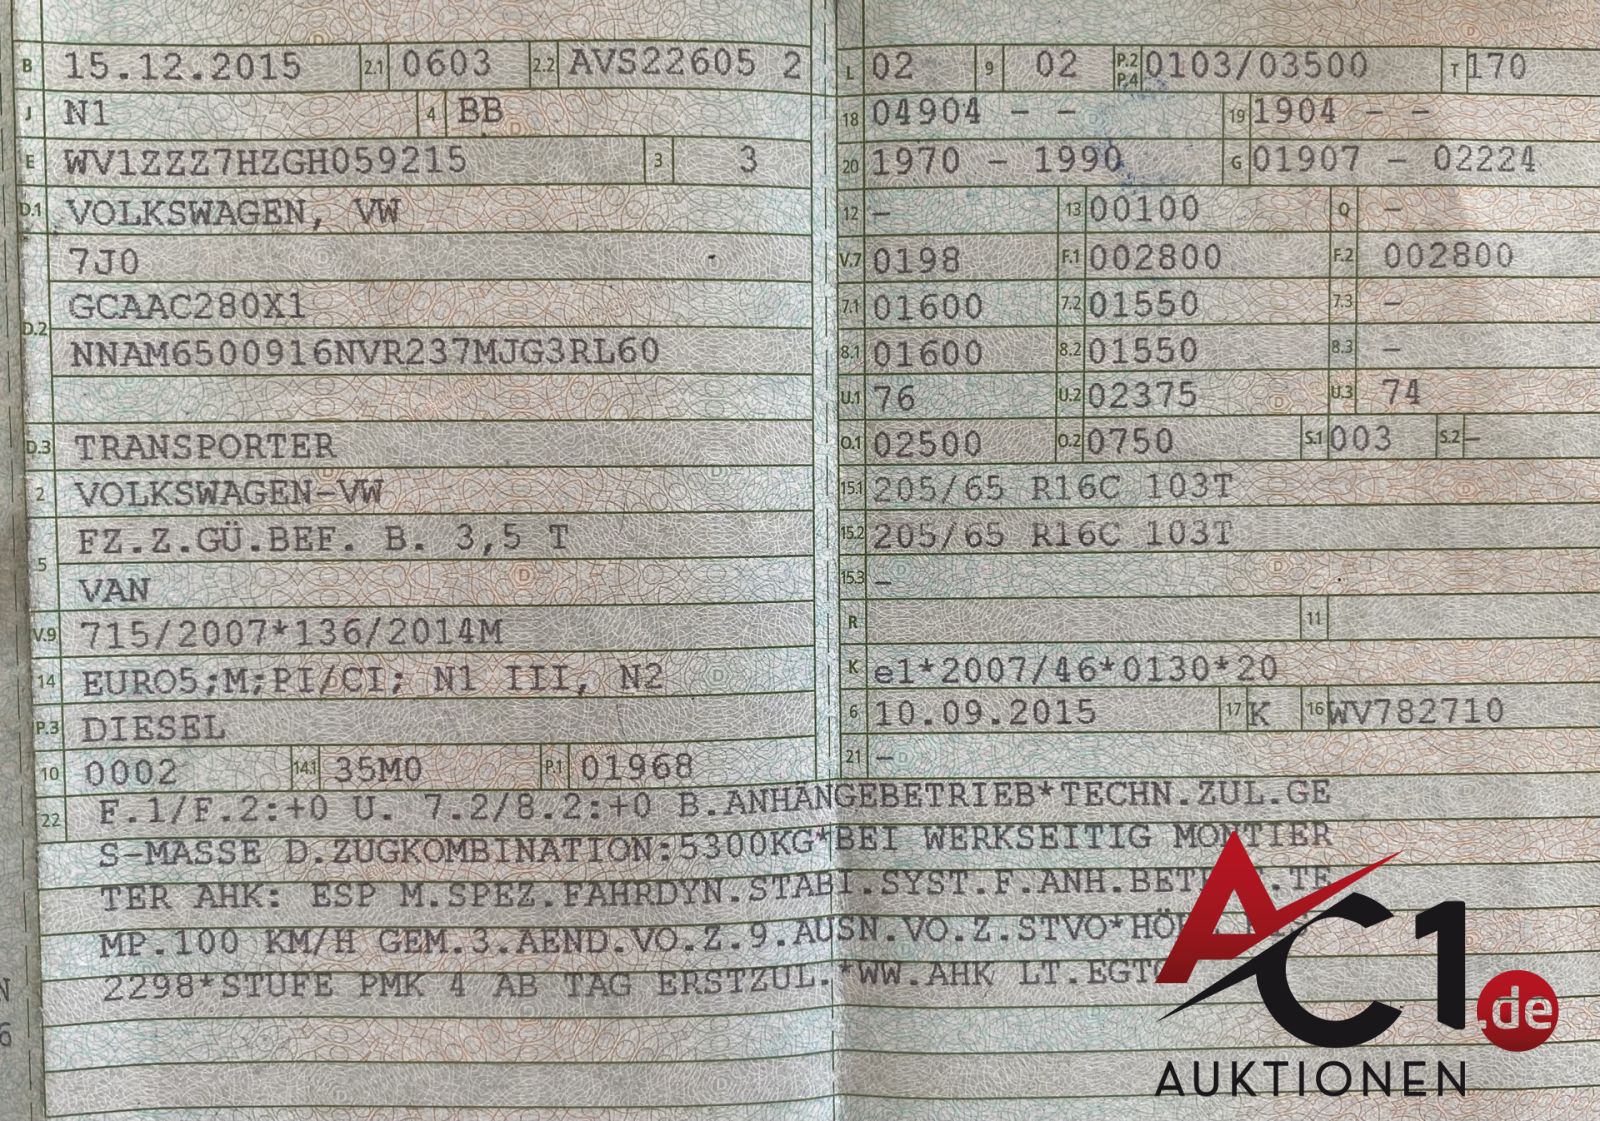 B 15.12.2015 2.1 0603 2.2 AVS22605 2
J N1 4 BB
E WV1ZZZ7HZGH059215 3 3
D.1 VOLKSWAGEN, VW
7J0
D.2 GCAAC280X1
NNAM6500916NVR237MJG3RL60
D.3 TRANSPORTER
2 VOLKSWAGEN-VW
5 FZ.Z.GÜ.BEF. B. 3,5 T
VAN
V.9 715/2007*136/2014M
14 EURO5;M;PI/CI; N1 III, N2
P.3 DIESEL
10 0002 14.1 35M0 P.1 01968
L 02 9 02 P.2 P.4 0103/03500 T 170
18 04904 - - 19 1904 - -
20 1970 - 1990 G 01907 - 02224
12 - 13 00100 Q -
V.7 0198 F.1 002800 F.2 002800
7.1 01600 7.2 01550 7.3 -
8.1 01600 8.2 01550 8.3 -
U.1 76 U.2 02375 U.3 74
O.1 02500 O.2 0750 S.1 003 S.2 -
15.1 205/65 R16C 103T
15.2 205/65 R16C 103T
15.3 -
R 11
K e1*2007/46*0130*20
6 10.09.2015 17 K 16 WV782710
21 -
22 F.1/F.2:+0 U. 7.2/8.2:+0 B.ANHÄNGEBETRIEB*TECHN.ZUL.GE
S-MASSE D.ZUGKOMBINATION:5300KG*BEI WERKSEITIG MONTIER
TER AHK: ESP M.SPEZ.FAHRDYN.STABI.SYST.F.ANH.BETR TE
MP.100 KM/H GEM.3.AEND.VO.Z.9.AUSN.VO.Z.STVO*
2298*STUFE PMK 4 AB TAG ERSTZUL.*WW.AHK LT.EGTG
AC1.de
AUKTIONEN